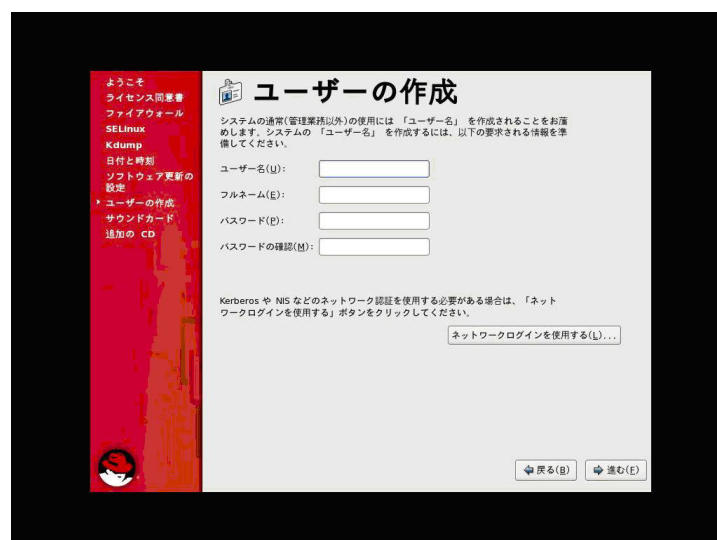 ようこそ
ライセンス同意書
ファイアウォール
SELinux
Kdump
日付と時刻
ソフトウェア更新の
設定
ユーザーの作成
サウンドカード
追加の CD
ユーザーの作成
システムの通常(管理業務以外)の使用には 「ユーザー名」 を作成されることをお薦
めします. システムの 「ユーザー名」 を作成するには、以下の要求される情報を準
備してください.
ユーザー名(U):
フルネーム(E):
パスワード(P):
パスワードの確認(M):
Kerberos や NIS などのネットワーク認証を使用する必要がある場合は、「ネット
ワークログインを使用する」ボタンをクリックしてください.
ネットワークログインを使用する(L)...
戻る(B)
進む(F)